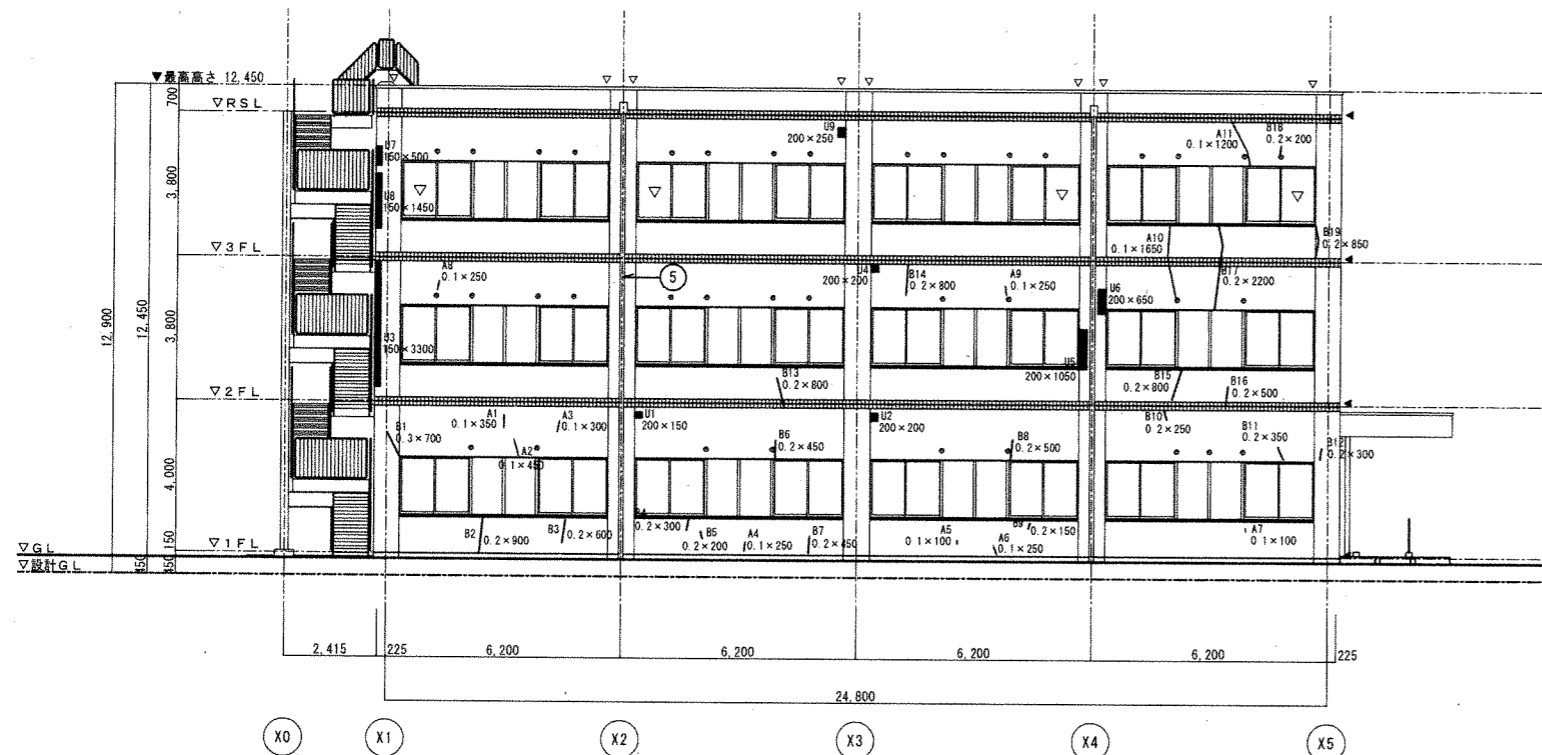 ▼最高高さ 12,450
700
▽RSL
U9
200×250
A11
0.1×1200
B18
0.2×200
U7
150×500
U8
150×1450
3,800
▽3FL
A10
0.1×1650
B19
0.2×850
A8
0.1×250
5
U4
200×200
B14
0.2×800
A9
0.1×250
U6
200×650
B17
0.2×2200
12,900
12,450
3,800
U3
150×3300
U5
200×1050
B13
0.2×800
B15
0.2×800
B16
0.2×500
▽2FL
B1
0.3×700
A1
0.1×350
A3
0.1×300
A2
0.1×450
U1
200×150
B6
0.2×450
U2
200×200
B8
0.2×500
B10
0.2×250
B11
0.2×350
B12
0.2×300
4,000
B2
0.2×900
B3
0.2×600
B4
0.2×300
B5
0.2×200
A4
0.1×250
B7
0.2×450
A5
0.1×100
A6
0.1×250
B9
0.2×150
A7
0.1×100
▽GL
▽1FL
150
▽設計GL
450
450
2,415
225
6,200
6,200
6,200
6,200
225
24,800
X0
X1
X2
X3
X4
X5